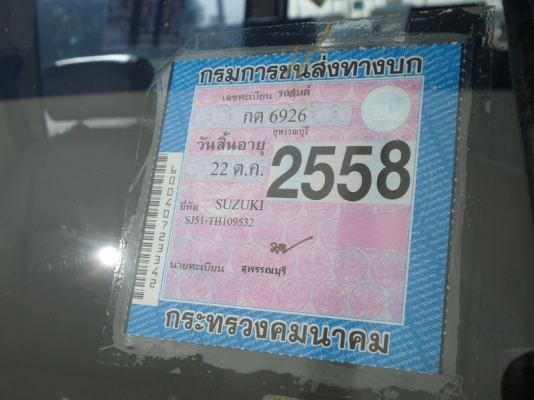 กรมการขนส่งทางบก
เลขทะเบียน รถยนต์
กต 6926
สุพรรณบุรี
วันสิ้นอายุ
22 ต.ค. 2558
ยี่ห้อ SUZUKI
SJ51-TH109532
นายทะเบียน สุพรรณบุรี
กระทรวงคมนาคม
60040723342